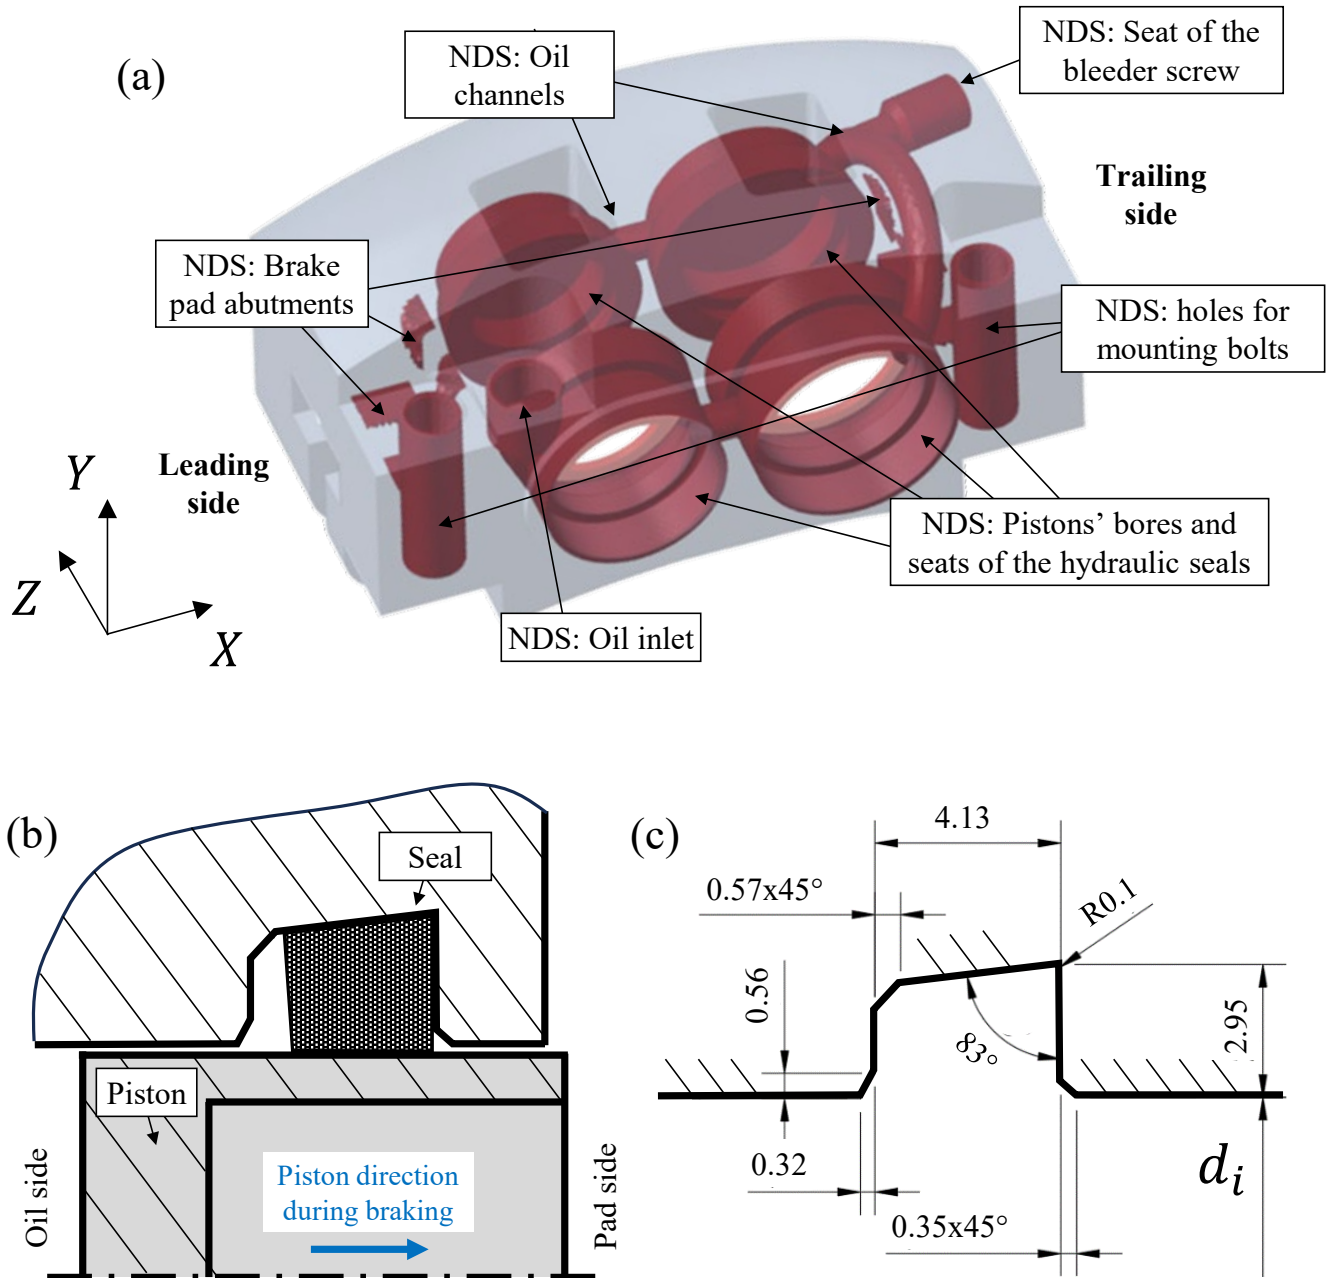 (a)
NDS: Oil
channels
NDS: Seat of the
bleeder screw
Trailing
side
NDS: Brake
pad abutments
NDS: holes for
mounting bolts
Leading
side
Y
Z
X
NDS: Pistons’ bores and
seats of the hydraulic seals
NDS: Oil inlet
(b)
Seal
Piston
Oil side
Piston direction
during braking
Pad side
(c)
4.13
0.57x45°
R0.1
0.56
83°
2.95
0.32
0.35x45°
di